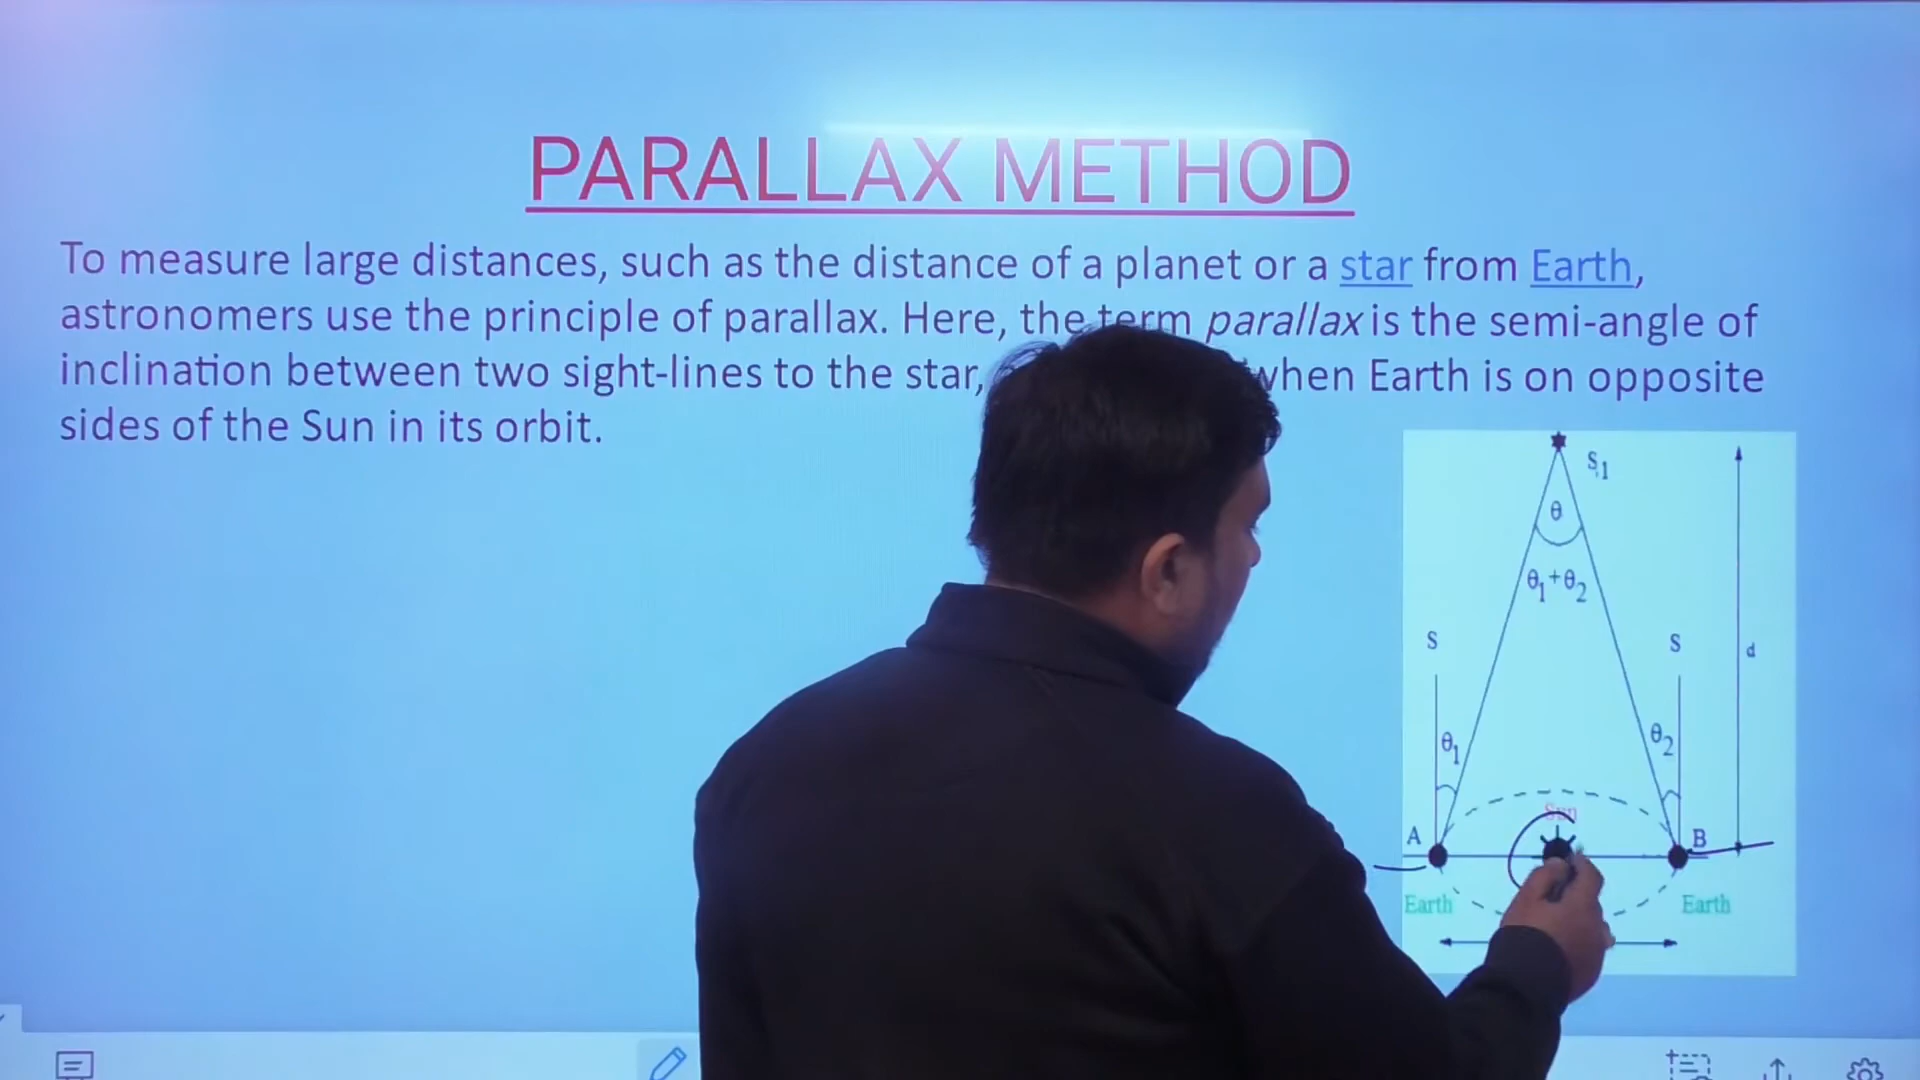 PARALLAX METHOD
To measure large distances, such as the distance of a planet or a star from Earth,
astronomers use the principle of parallax. Here, the term parallax is the semi-angle of
inclination between two sight-lines to the star, when Earth is on opposite
sides of the Sun in its orbit.
S1
θ
θ1+θ2
S S d
θ1 θ2
Sun
A B
Earth Earth